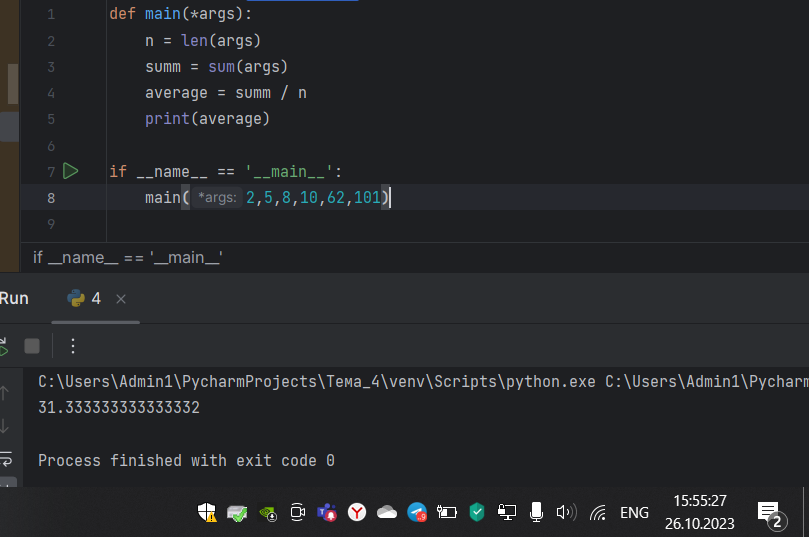 1 def main(*args):
2 n = len(args)
3 summ = sum(args)
4 average = summ / n
5 print(average)
6
7 if __name__ == '__main__':
8 main( *args: 2,5,8,10,62,101)
9
if __name__ == '__main__'
Run 4
C:\Users\Admin1\PycharmProjects\Тема_4\venv\Scripts\python.exe C:\Users\Admin1\Pycharm
31.333333333333332
Process finished with exit code 0
ENG
15:55:27
26.10.2023
2